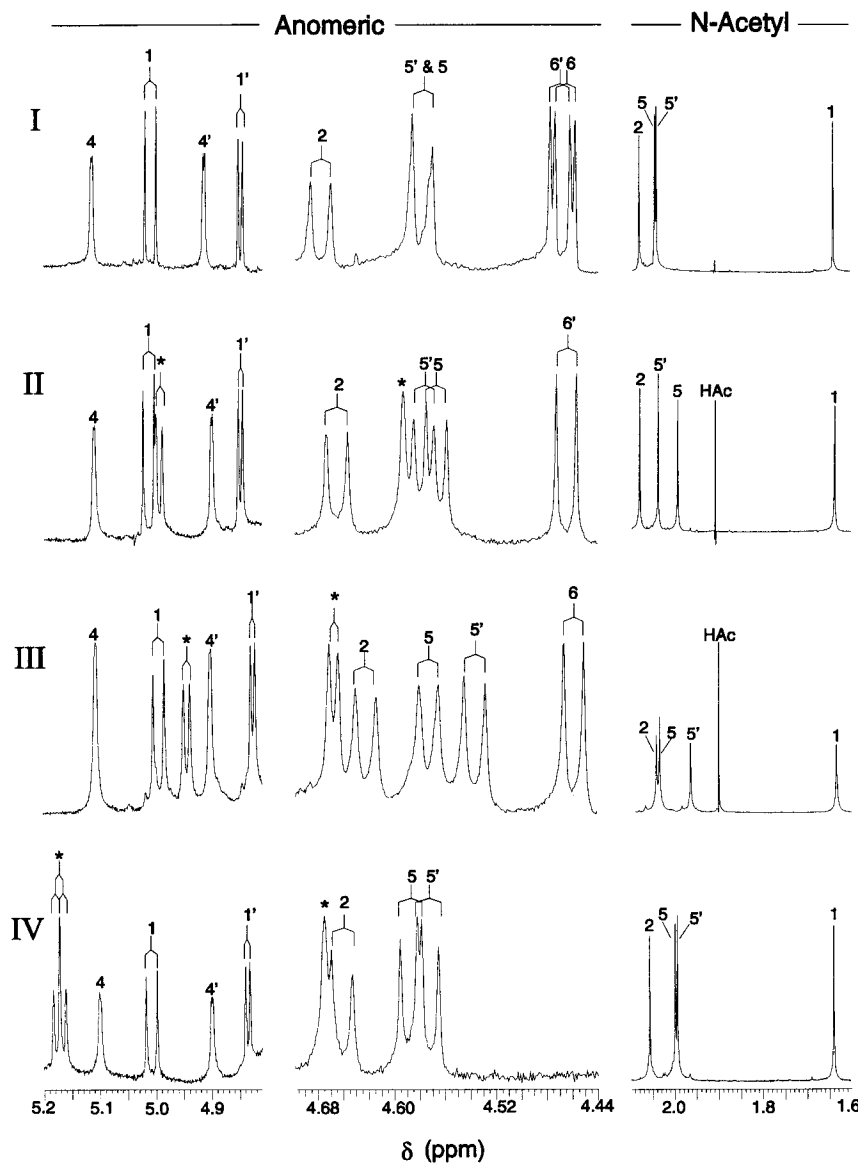 Anomeric N-Acetyl
I
4 1 4' 1' 2 5' & 5 6' 6 2 5 5' 1
II
4 1 * 4' 1' 2 * 5' 5 6' 2 5' 5 HAc 1
III
4 1 * 4' 1' * 2 5 5' 6 2 5 5' HAc 1
IV
* 4 1 4' 1' * 2 5 5' 2 5 5' 1
5.2 5.1 5.0 4.9 4.68 4.60 4.52 4.44 2.0 1.8 1.6
δ (ppm)